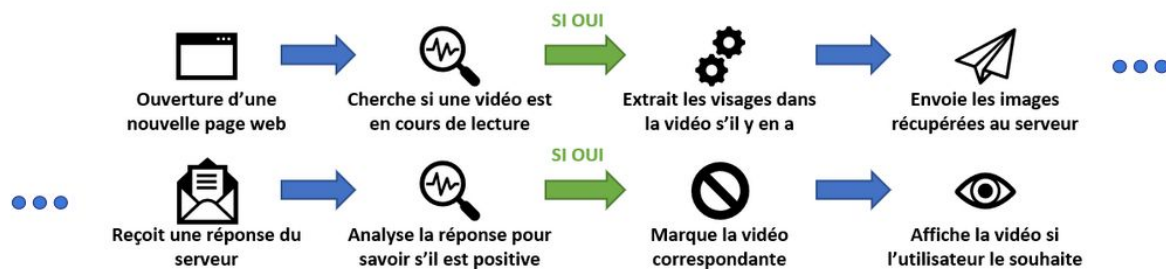 SI OUI
Ouverture d'une
nouvelle page web
Cherche si une vidéo est
en cours de lecture
Extrait les visages dans
la vidéo s'il y en a
Envoie les images
récupérées au serveur
SI OUI
Reçoit une réponse du
serveur
Analyse la réponse pour
savoir s'il est positive
Marque la vidéo
correspondante
Affiche la vidéo si
l'utilisateur le souhaite